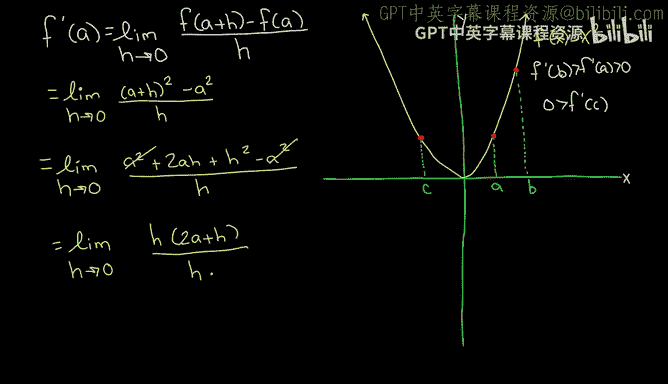 GPT中英字幕课程资源@bilibili.com
GPT中英字幕课程资源 bilibili
f'(a) = lim h→0 f(a+h)-f(a) / h
= lim h→0 (a+h)² - a² / h
= lim h→0 a² + 2ah + h² - a² / h
= lim h→0 h(2a+h) / h
y
f'(b)>f'(a)>0
0>f'(c)
c
a
b
x